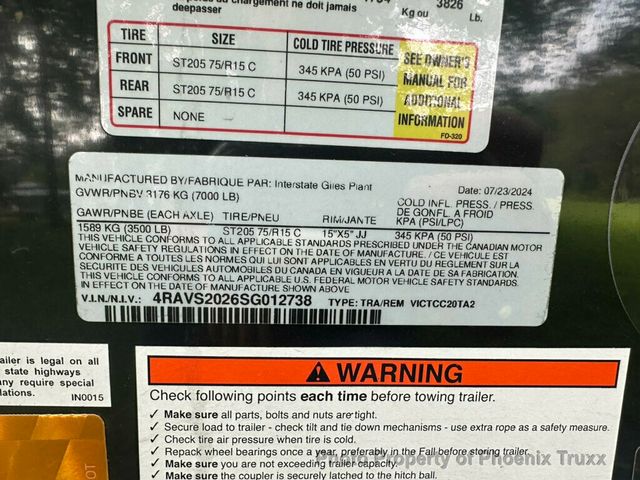 du chargement ne doit jamais
deepasser
Kg ou 3826 Lb.
TIRE SIZE COLD TIRE PRESSURE
FRONT ST205 75/R15 C 345 KPA (50 PSI)
REAR ST205 75/R15 C 345 KPA (50 PSI)
SPARE NONE
SEE OWNER'S
MANUAL FOR
ADDITIONAL
INFORMATION
FD-320
MANUFACTURED BY/FABRIQUE PAR: Interstate Giles Plant Date: 07/23/2024
GVWR/PNBV 3176 KG (7000 LB)
COLD INFL. PRESS. / PRESS.
DE GONFL. A FROID
GAWR/PNBE (EACH AXLE) TIRE/PNEU RIM/JANTE KPA (PSI/LPC)
1589 KG (3500 LB) ST205 75/R15 C 15"X5" JJ 345 KPA (50 PSI)
THIS VEHICLE CONFORMS TO ALL APPLICABLE STANDARDS PRESCRIBED UNDER THE CANADIAN MOTOR
VEHICLE SAFETY REGULATIONS IN EFFECT ON THE DATE OF MANUFACTURE. / CE VEHICULE
EST CONFORME A TOUTES LES NORMES QUI LUI SONT APPLICABLES EN VERTU DU REGLEMENT SUR LA
SECURITE DES VEHICULES AUTOMOBILES DU CANADA EN VIGUEUR A LA DATE DE SA FABRICATION.
THIS VEHICLE CONFORMS TO ALL APPLICABLE U.S. FEDERAL MOTOR VEHICLE SAFETY STANDARDS
IN EFFECT ON THE DATE OF MANUFACTURE SHOWN ABOVE.
V.I.N./N.I.V.: 4RAVS2026SG012738 TYPE: TRA/REM VICTCC20TA2
railer is legal on all
state highways
ny require special
lations.
IN0015
WARNING
Check following points each time before towing trailer.
✓ Make sure all parts, bolts and nuts are tight.
✓ Secure load to trailer - check tilt and tie down mechanisms - use extra rope as a safety measure.
✓ Check tire air pressure when tire is cold.
✓ Repack wheel bearings once a year, preferably in the Fall before storing trailer.
✓ Make sure you are not exceeding trailer capacity.
✓ Make sure the coupler is securely latched to the hitch ball.
Photo Property of Phoenix Truxx
DOT